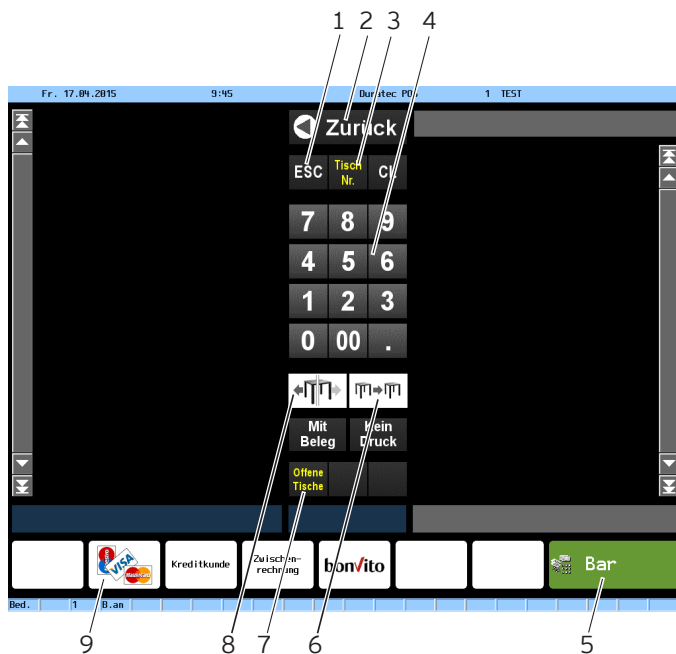 1 2 3 4
Fr. 17.04.2015 9:45 Duratec POS 1 TEST
Zurück
ESC Tisch Nr. CL
7 8 9
4 5 6
1 2 3
0 00 .
Mit Beleg Kein Druck
Offene Tische
VISA MasterCard Kreditkunde Zwischen-rechnung bonVito Bar
Bed. 1 B.an
9 8 7 6 5